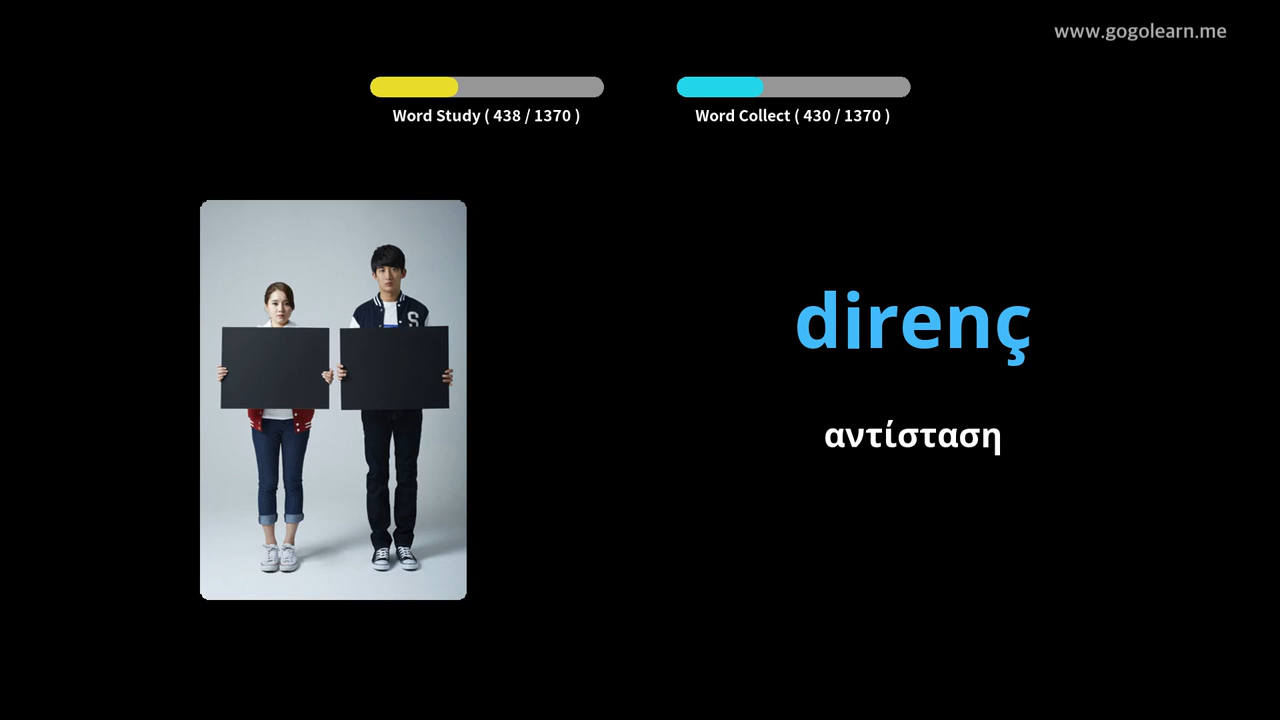 www.gogolearn.me
Word Study ( 438 / 1370 )
Word Collect ( 430 / 1370 )
S
direnç
αντίσταση